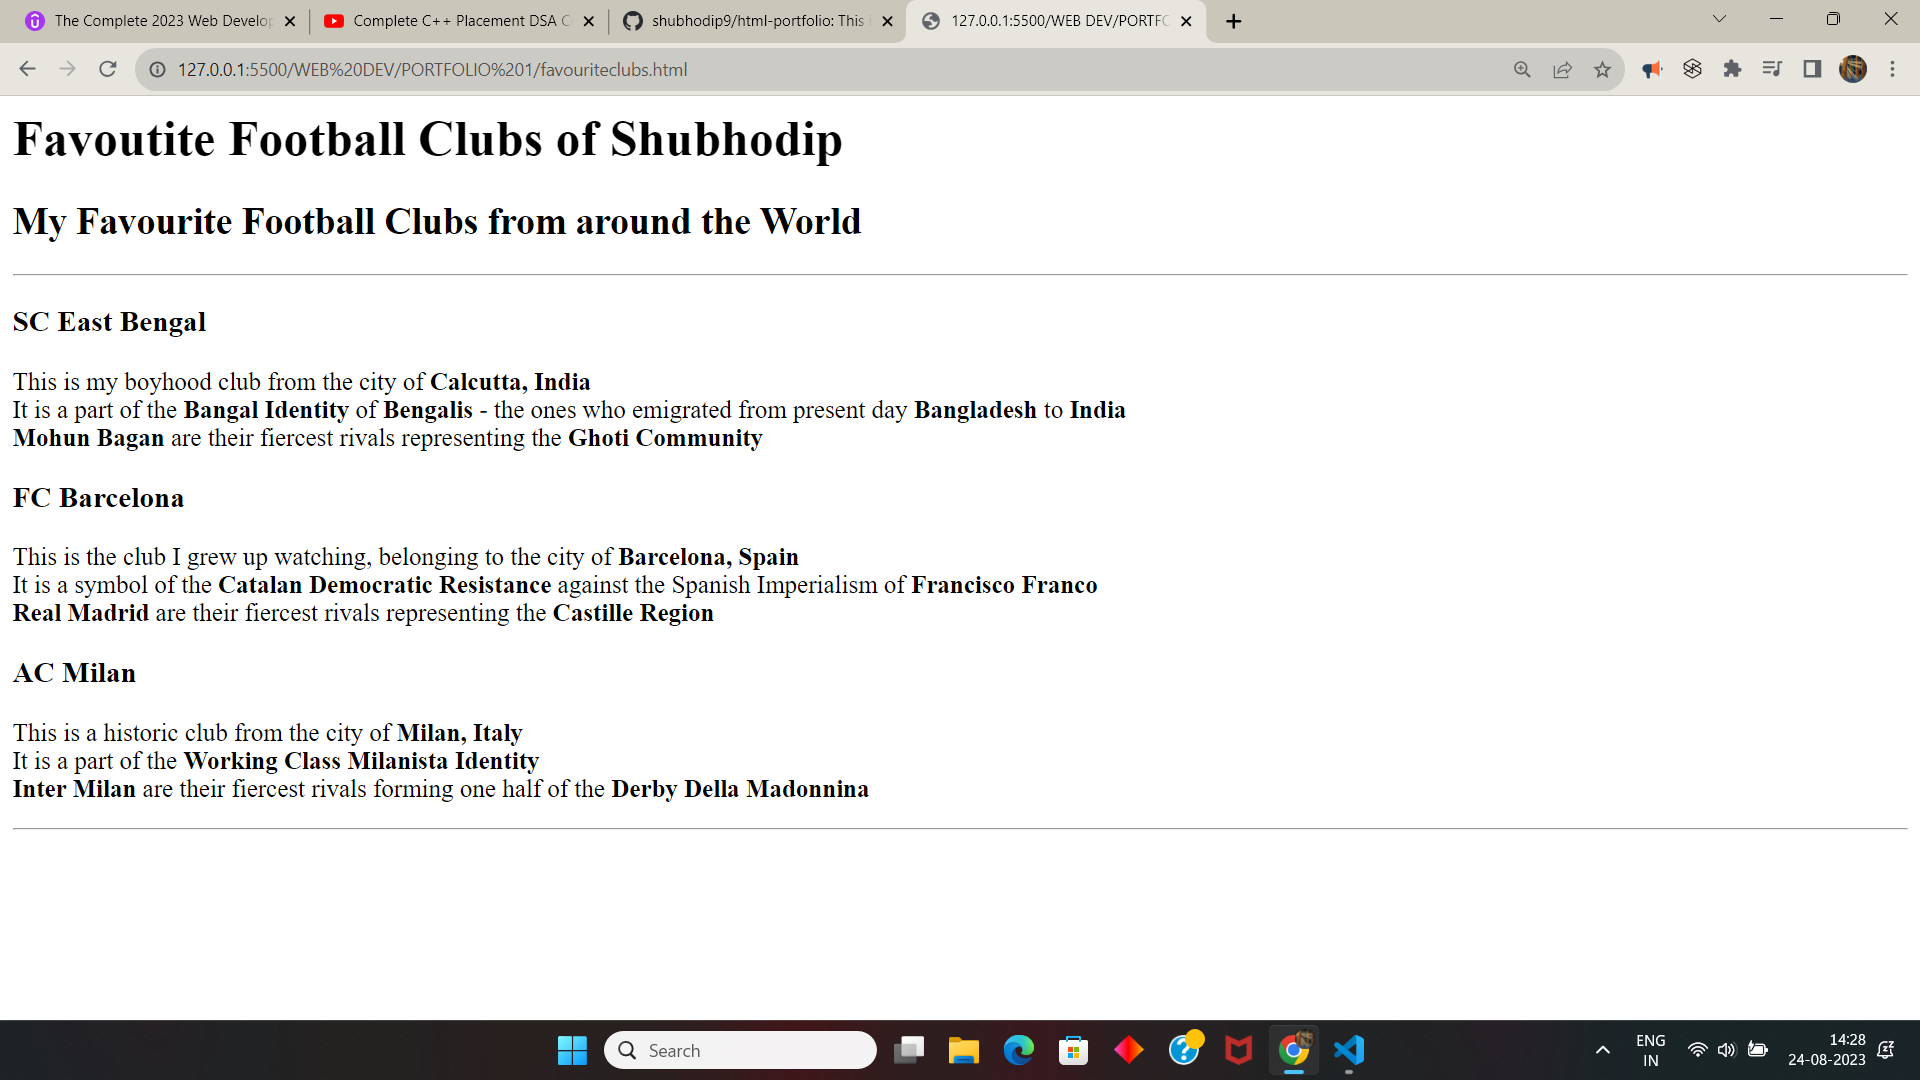 The Complete 2023 Web Develop
Complete C++ Placement DSA C
shubhodip9/html-portfolio: This i
127.0.0.1:5500/WEB DEV/PORTFO
127.0.0.1:5500/WEB%20DEV/PORTFOLIO%201/favouriteclubs.html
Favoutite Football Clubs of Shubhodip
My Favourite Football Clubs from around the World
SC East Bengal
This is my boyhood club from the city of Calcutta, India
It is a part of the Bangal Identity of Bengalis - the ones who emigrated from present day Bangladesh to India
Mohun Bagan are their fiercest rivals representing the Ghoti Community
FC Barcelona
This is the club I grew up watching, belonging to the city of Barcelona, Spain
It is a symbol of the Catalan Democratic Resistance against the Spanish Imperialism of Francisco Franco
Real Madrid are their fiercest rivals representing the Castille Region
AC Milan
This is a historic club from the city of Milan, Italy
It is a part of the Working Class Milanista Identity
Inter Milan are their fiercest rivals forming one half of the Derby Della Madonnina
Search
ENG
IN
14:28
24-08-2023